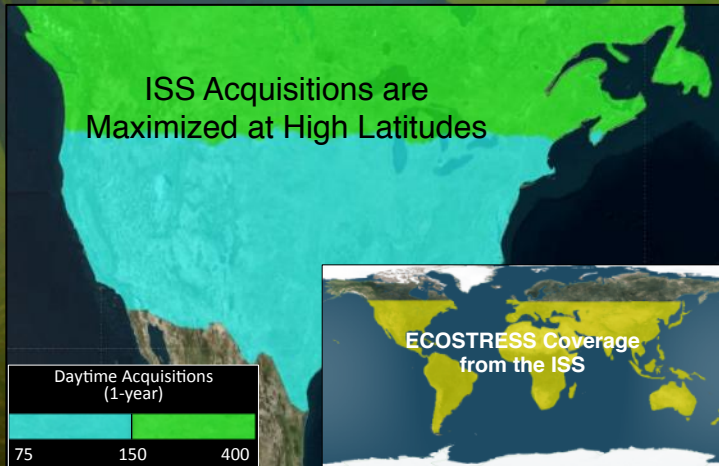 ISS Acquisitions are
Maximized at High Latitudes
ECOSTRESS Coverage
from the ISS
Daytime Acquisitions
(1-year)
75 150 400